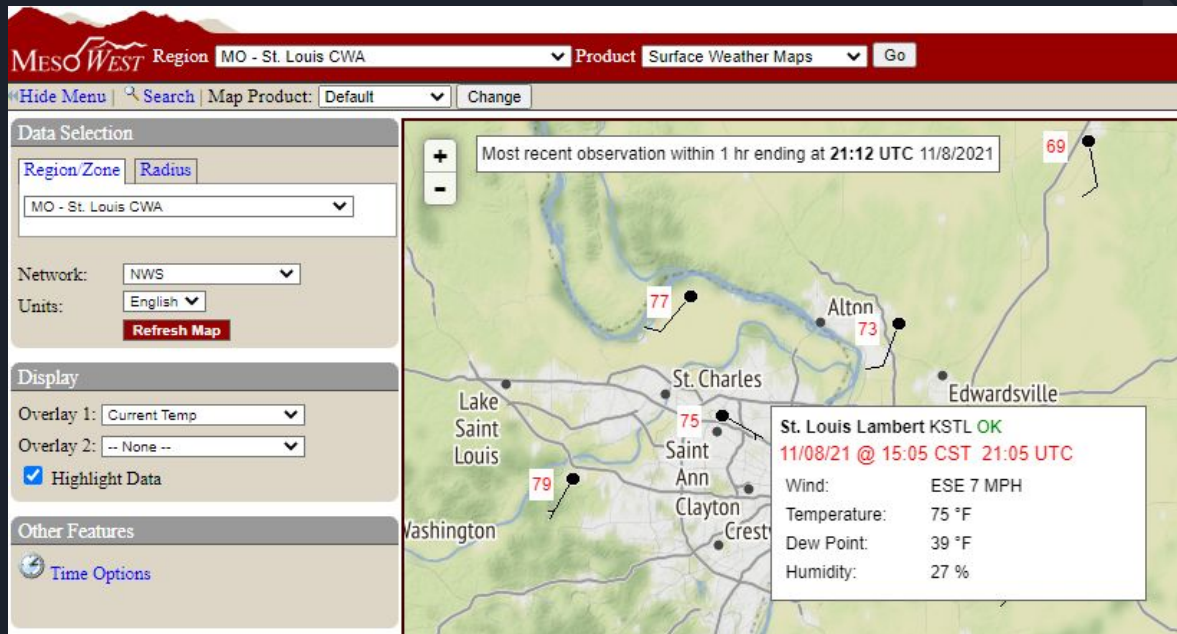 MESOWEST Region MO - St. Louis CWA Product Surface Weather Maps Go
Hide Menu | Search | Map Product: Default Change
Data Selection
Region/Zone Radius
MO - St. Louis CWA
Network: NWS
Units: English
Refresh Map
Display
Overlay 1: Current Temp
Overlay 2: -- None --
Highlight Data
Other Features
Time Options
+
-
Most recent observation within 1 hr ending at 21:12 UTC 11/8/2021
69
77
Alton
73
St. Charles
Edwardsville
Lake
Saint
Louis
75
Saint
Ann
79
Clayton
Washington
St. Louis Lambert KSTL OK
11/08/21 @ 15:05 CST 21:05 UTC
Wind: ESE 7 MPH
Temperature: 75 °F
Dew Point: 39 °F
Humidity: 27 %